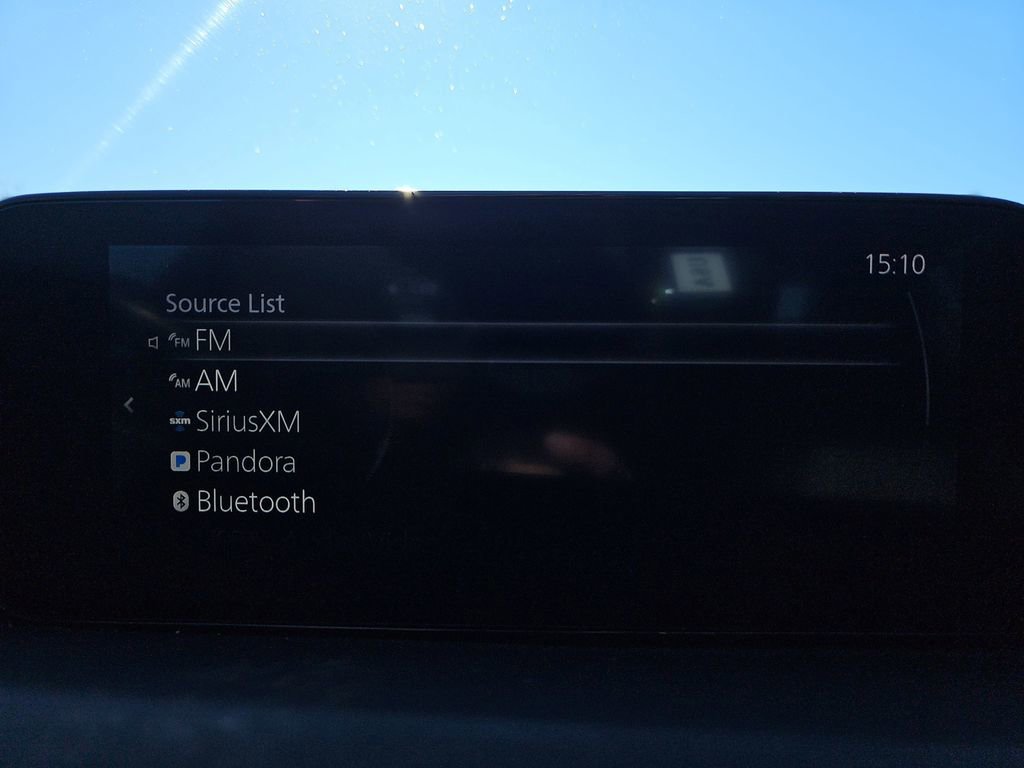 15:10
Source List
FM FM
AM AM
sxm SiriusXM
P Pandora
Bluetooth